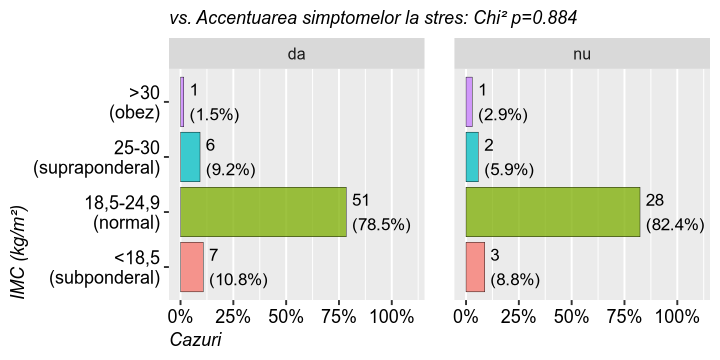 vs. Accentuarea simptomelor la stres: Chi² p=0.884
da
nu
>30
(obez)
25-30
(supraponderal)
18,5-24,9
(normal)
<18,5
(subponderal)
IMC (kg/m²)
1
(1.5%)
6
(9.2%)
51
(78.5%)
7
(10.8%)
1
(2.9%)
2
(5.9%)
28
(82.4%)
3
(8.8%)
0% 25% 50% 75% 100%
0% 25% 50% 75% 100%
Cazuri